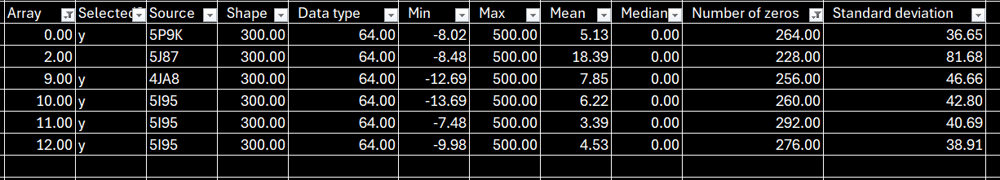 Array Selected? Source Shape Data type Min Max Mean Median Number of zeros Standard deviation
0.00 y 5P9K 300.00 64.00 -8.02 500.00 5.13 0.00 264.00 36.65
2.00 5J87 300.00 64.00 -8.48 500.00 18.39 0.00 228.00 81.68
9.00 y 4JA8 300.00 64.00 -12.69 500.00 7.85 0.00 256.00 46.66
10.00 y 5I95 300.00 64.00 -13.69 500.00 6.22 0.00 260.00 42.80
11.00 y 5I95 300.00 64.00 -7.48 500.00 3.39 0.00 292.00 40.69
12.00 y 5I95 300.00 64.00 -9.98 500.00 4.53 0.00 276.00 38.91